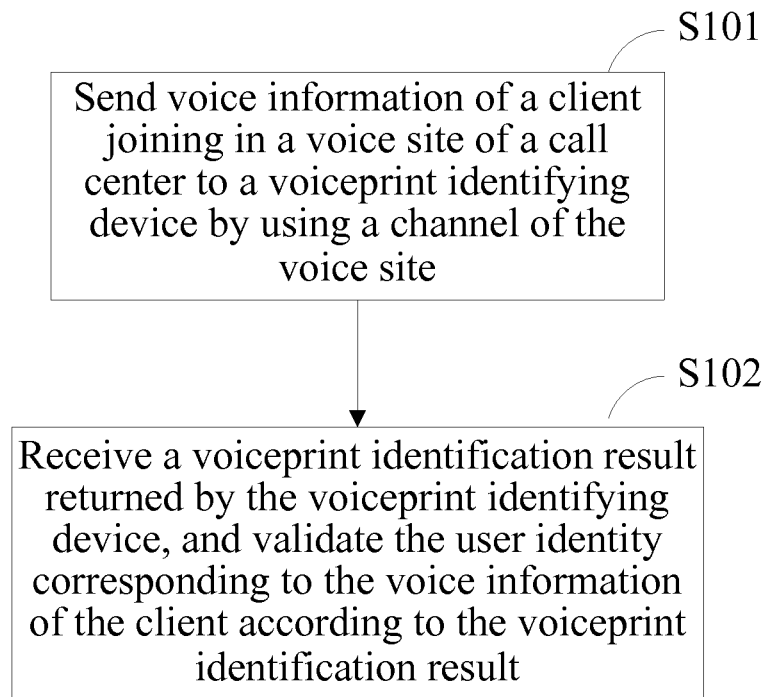 S101
Send voice information of a client
joining in a voice site of a call
center to a voiceprint identifying
device by using a channel of the
voice site
S102
Receive a voiceprint identification result
returned by the voiceprint identifying
device, and validate the user identity
corresponding to the voice information
of the client according to the voiceprint
identification result